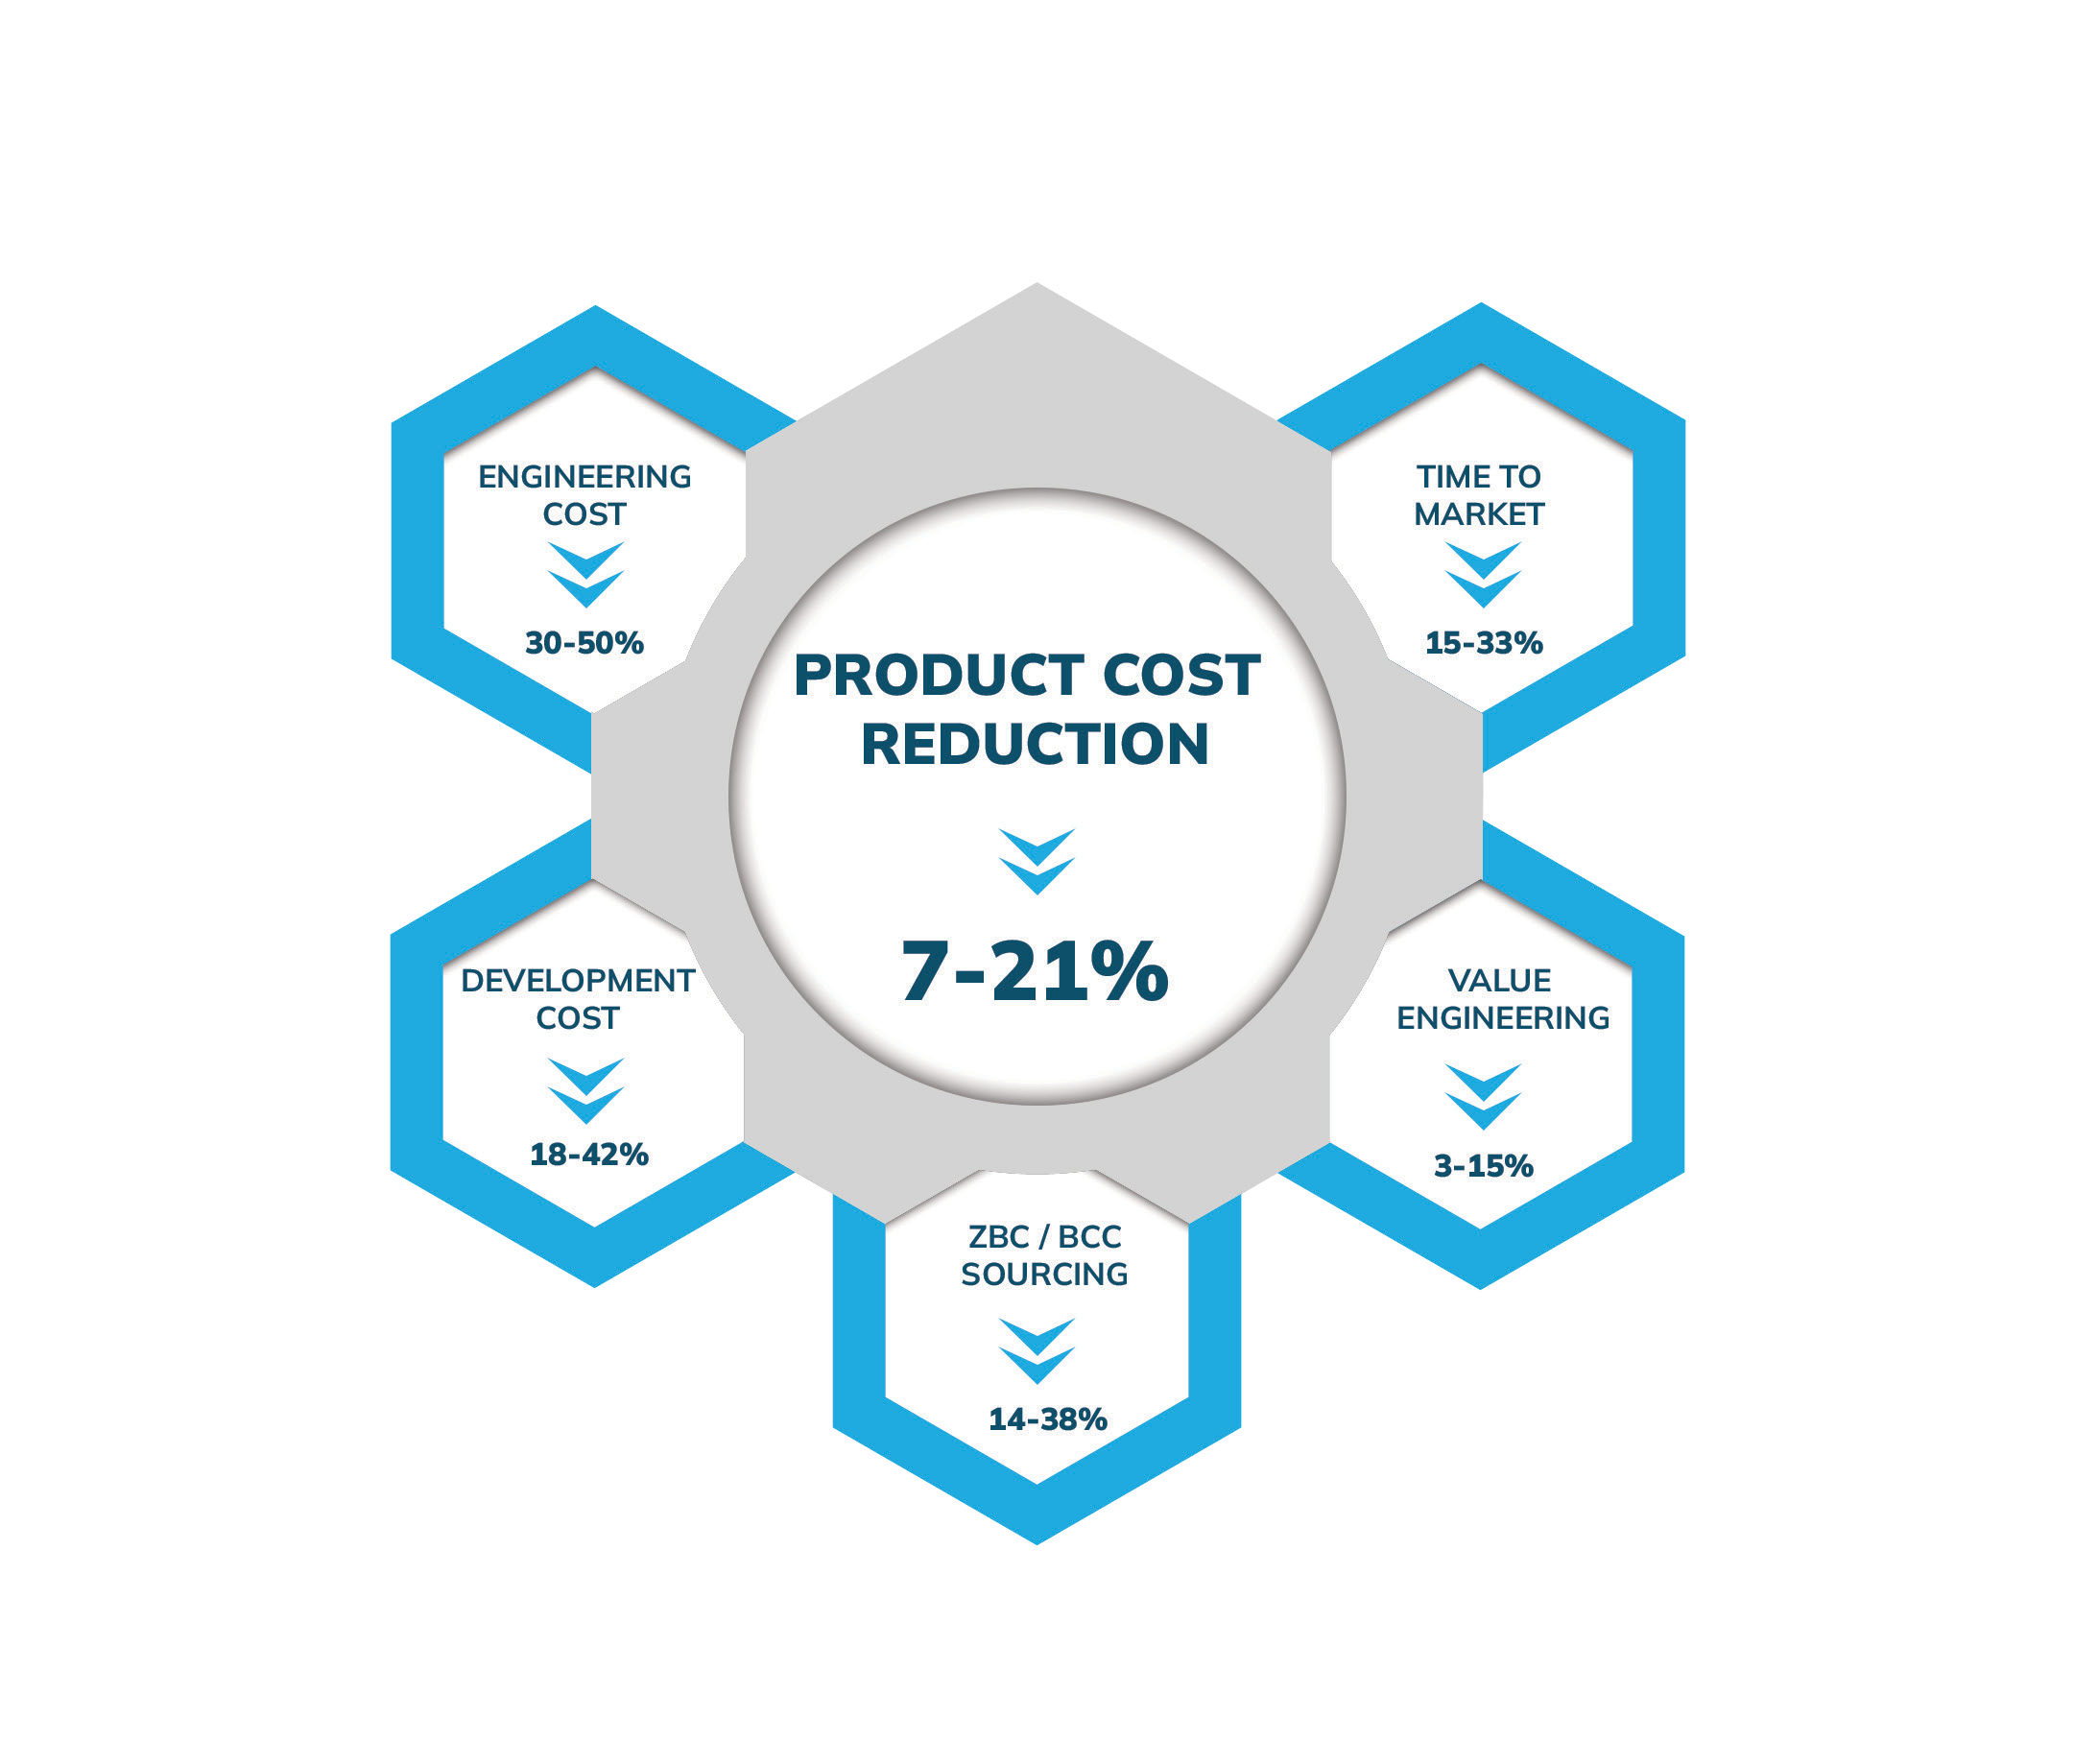 ENGINEERING
COST
30-50%
TIME TO
MARKET
15-33%
PRODUCT COST
REDUCTION
7-21%
DEVELOPMENT
COST
18-42%
VALUE
ENGINEERING
3-15%
ZBC / BCC
SOURCING
14-38%